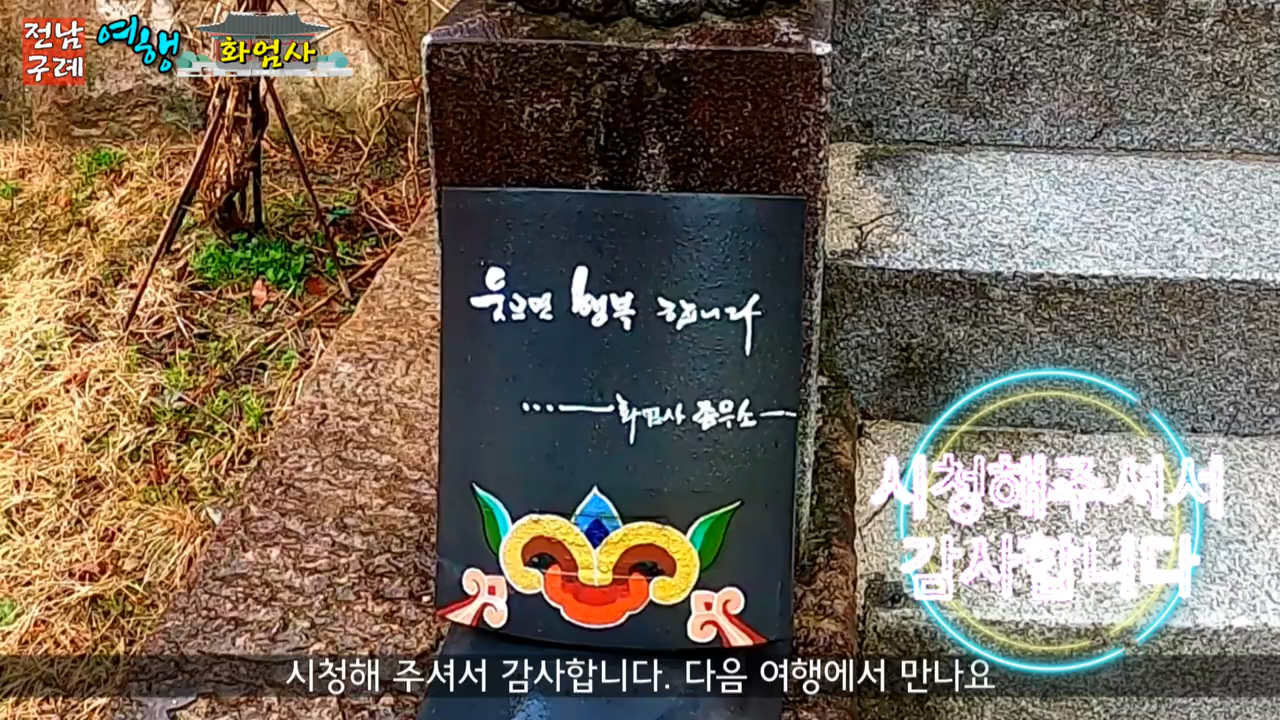 전남
구례
여행
화엄사
웃으면 행복 합니다
화엄사 종무소
시청해주셔서
감사합니다
시청해 주셔서 감사합니다. 다음 여행에서 만나요